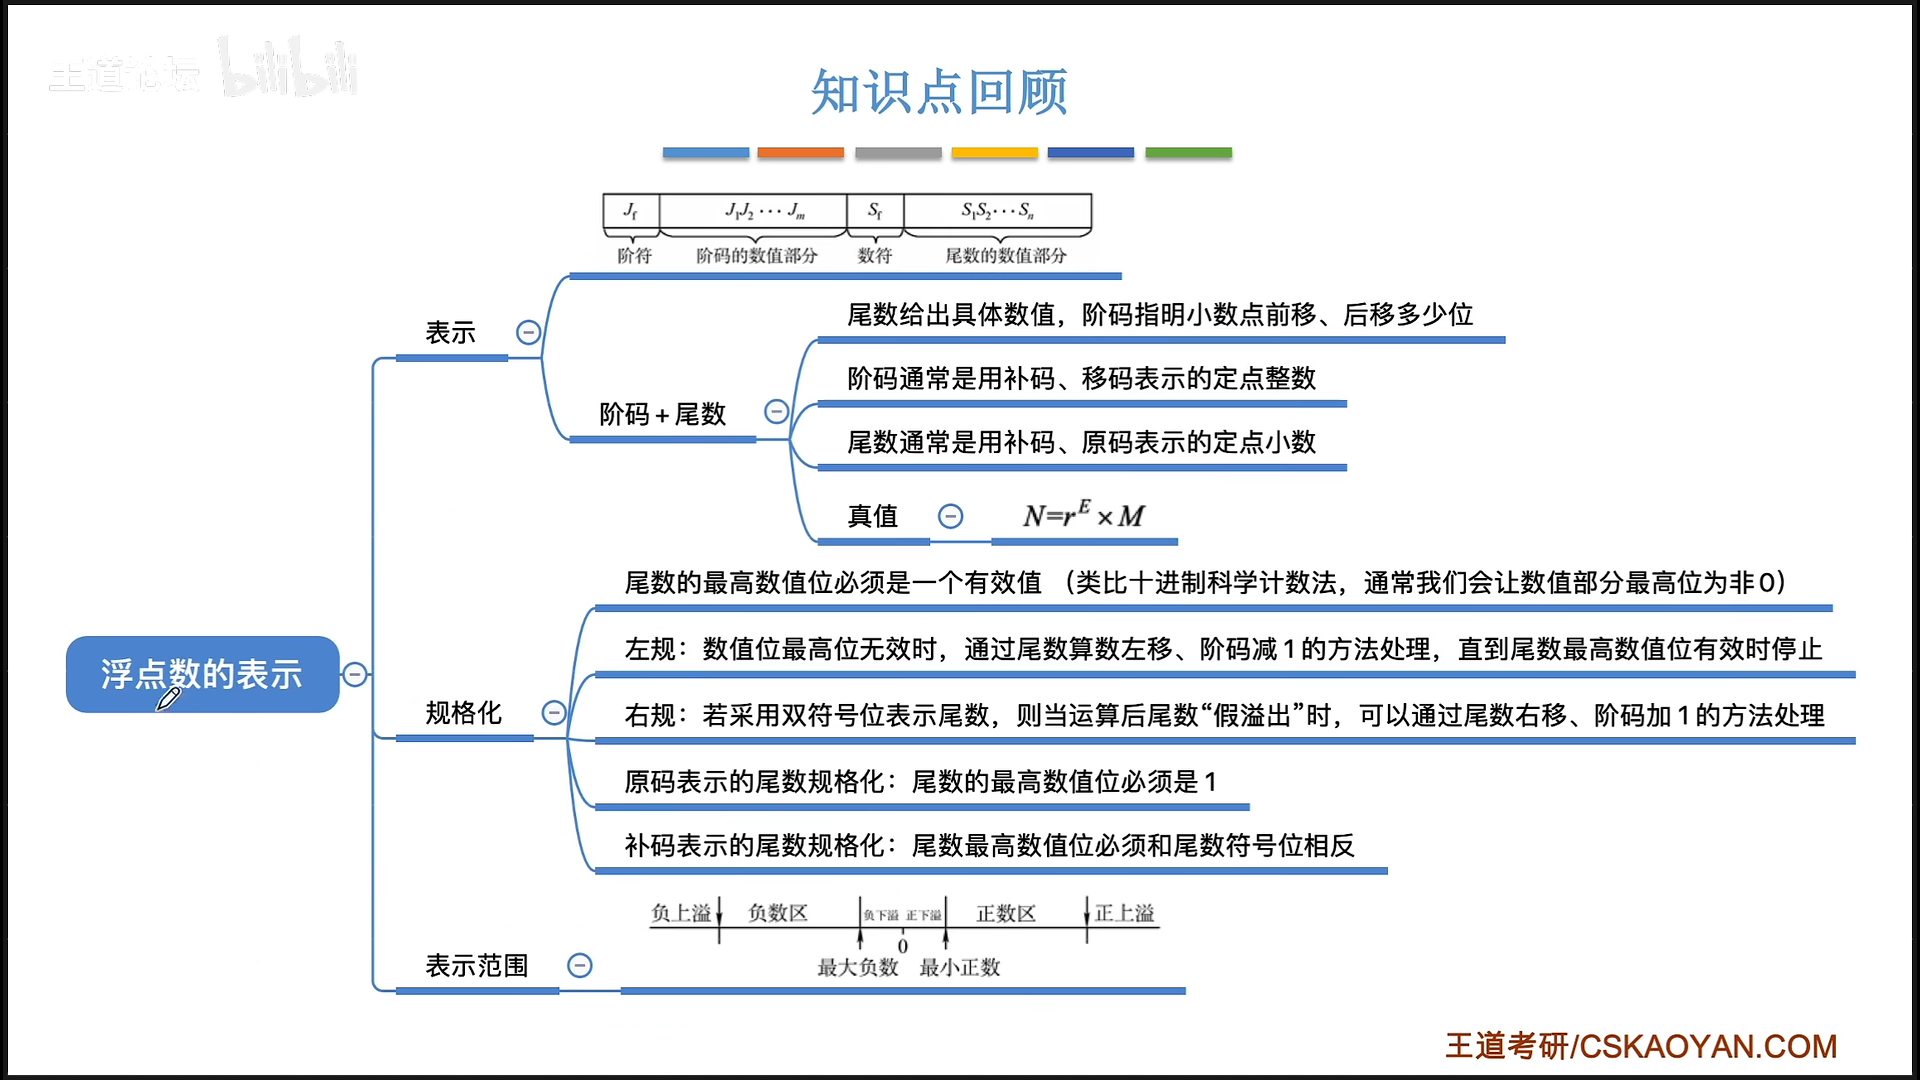 王道论坛 bilibili
知识点回顾
J_f J_1J_2···J_m S_f S_1S_2···S_n
阶符 阶码的数值部分 数符 尾数的数值部分
表示
阶码+尾数
尾数给出具体数值，阶码指明小数点前移、后移多少位
阶码通常是用补码、移码表示的定点整数
尾数通常是用补码、原码表示的定点小数
真值 N=r^E×M
浮点数的表示
规格化
尾数的最高数值位必须是一个有效值 （类比十进制科学计数法，通常我们会让数值部分最高位为非0）
左规：数值位最高位无效时，通过尾数算数左移、阶码减1的方法处理，直到尾数最高数值位有效时停止
右规：若采用双符号位表示尾数，则当运算后尾数“假溢出”时，可以通过尾数右移、阶码加1的方法处理
原码表示的尾数规格化：尾数的最高数值位必须是1
补码表示的尾数规格化：尾数最高数值位必须和尾数符号位相反
表示范围
负上溢 负数区 负下溢 正下溢 正数区 正上溢
0
最大负数 最小正数
王道考研/CSKAOYAN.COM